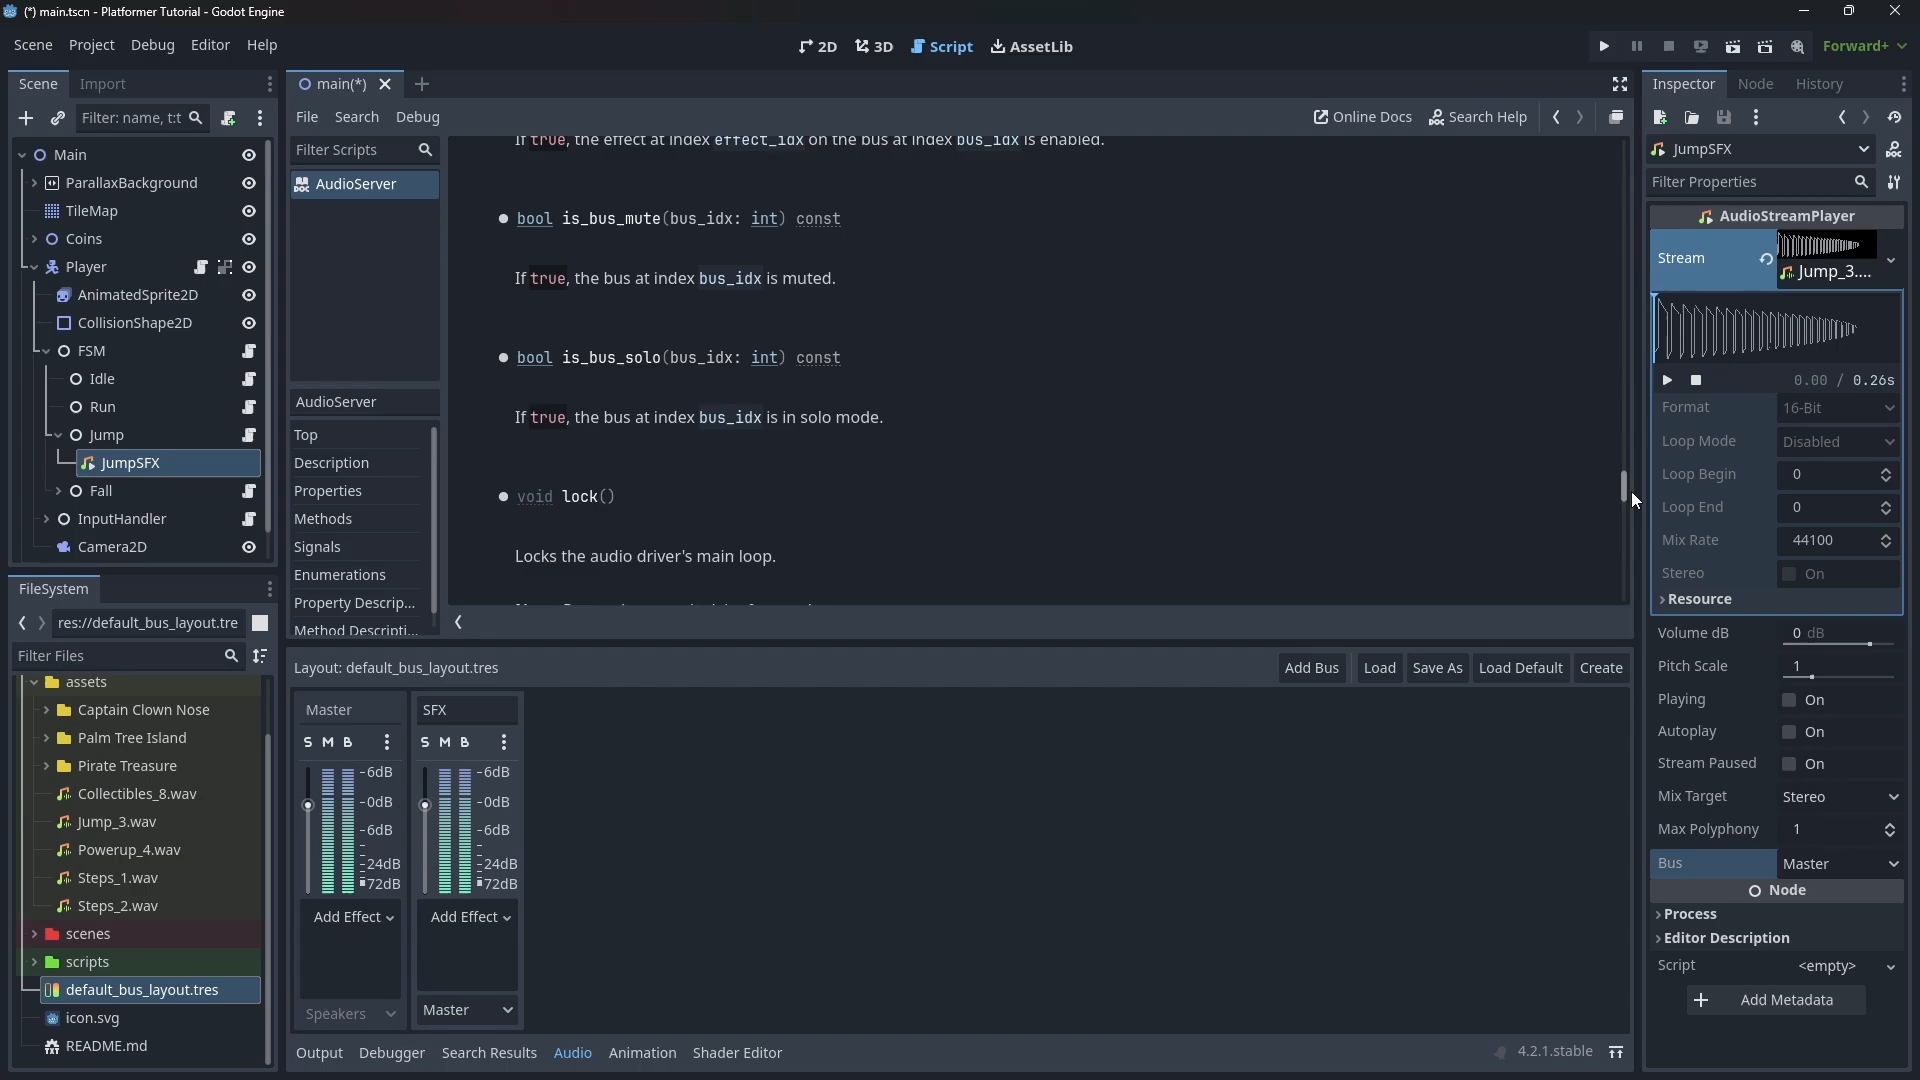 (*) main.tscn - Platformer Tutorial - Godot Engine
Scene Project Debug Editor Help
2D 3D Script AssetLib
Forward+
Scene Import
Filter: name, t:t
Main
ParallaxBackground
TileMap
Coins
Player
AnimatedSprite2D
CollisionShape2D
FSM
Idle
Run
Jump
JumpSFX
Fall
InputHandler
Camera2D
FileSystem
res://default_bus_layout.tre
Filter Files
assets
Captain Clown Nose
Palm Tree Island
Pirate Treasure
Collectibles_8.wav
Jump_3.wav
Powerup_4.wav
Steps_1.wav
Steps_2.wav
scenes
scripts
default_bus_layout.tres
icon.svg
README.md
main(*)
File Search Debug
Online Docs Search Help
Filter Scripts
AudioServer
AudioServer
Top
Description
Properties
Methods
Signals
Enumerations
Property Descrip...
Method Descripti...
If true, the effect at index effect_idx on the bus at index bus_idx is enabled.
bool is_bus_mute(bus_idx: int) const
If true, the bus at index bus_idx is muted.
bool is_bus_solo(bus_idx: int) const
If true, the bus at index bus_idx is in solo mode.
void lock()
Locks the audio driver's main loop.
Layout: default_bus_layout.tres
Add Bus Load Save As Load Default Create
Master SFX
S M B S M B
-6dB -6dB
-0dB -0dB
-6dB -6dB
-24dB -24dB
-72dB -72dB
Add Effect Add Effect
Speakers Master
Output Debugger Search Results Audio Animation Shader Editor
4.2.1.stable
Inspector Node History
JumpSFX
Filter Properties
AudioStreamPlayer
Stream Jump_3....
0.00 / 0.26s
Format 16-Bit
Loop Mode Disabled
Loop Begin 0
Loop End 0
Mix Rate 44100
Stereo On
Resource
Volume dB 0 dB
Pitch Scale 1
Playing On
Autoplay On
Stream Paused On
Mix Target Stereo
Max Polyphony 1
Bus Master
Node
Process
Editor Description
Script <empty>
Add Metadata